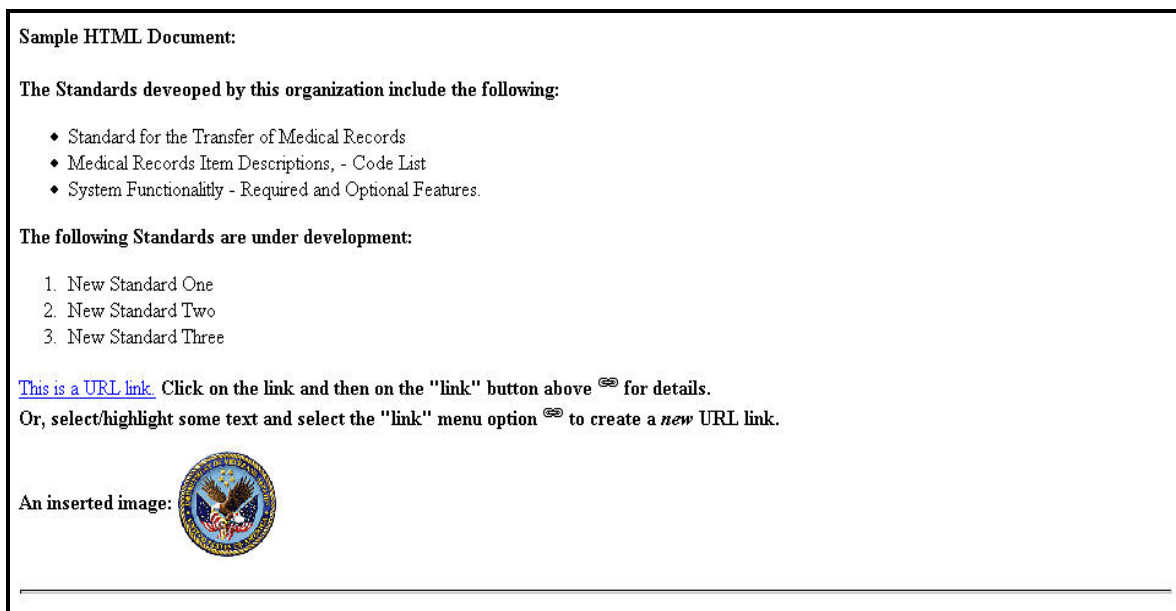 Sample HTML Document:
The Standards deveoped by this organization include the following:
• Standard for the Transfer of Medical Records
• Medical Records Item Descriptions, - Code List
• System Functionalitly - Required and Optional Features.
The following Standards are under development:
1. New Standard One
2. New Standard Two
3. New Standard Three
This is a URL link. Click on the link and then on the "link" button above for details.
Or, select/highlight some text and select the "link" menu option to create a new URL link.
An inserted image: